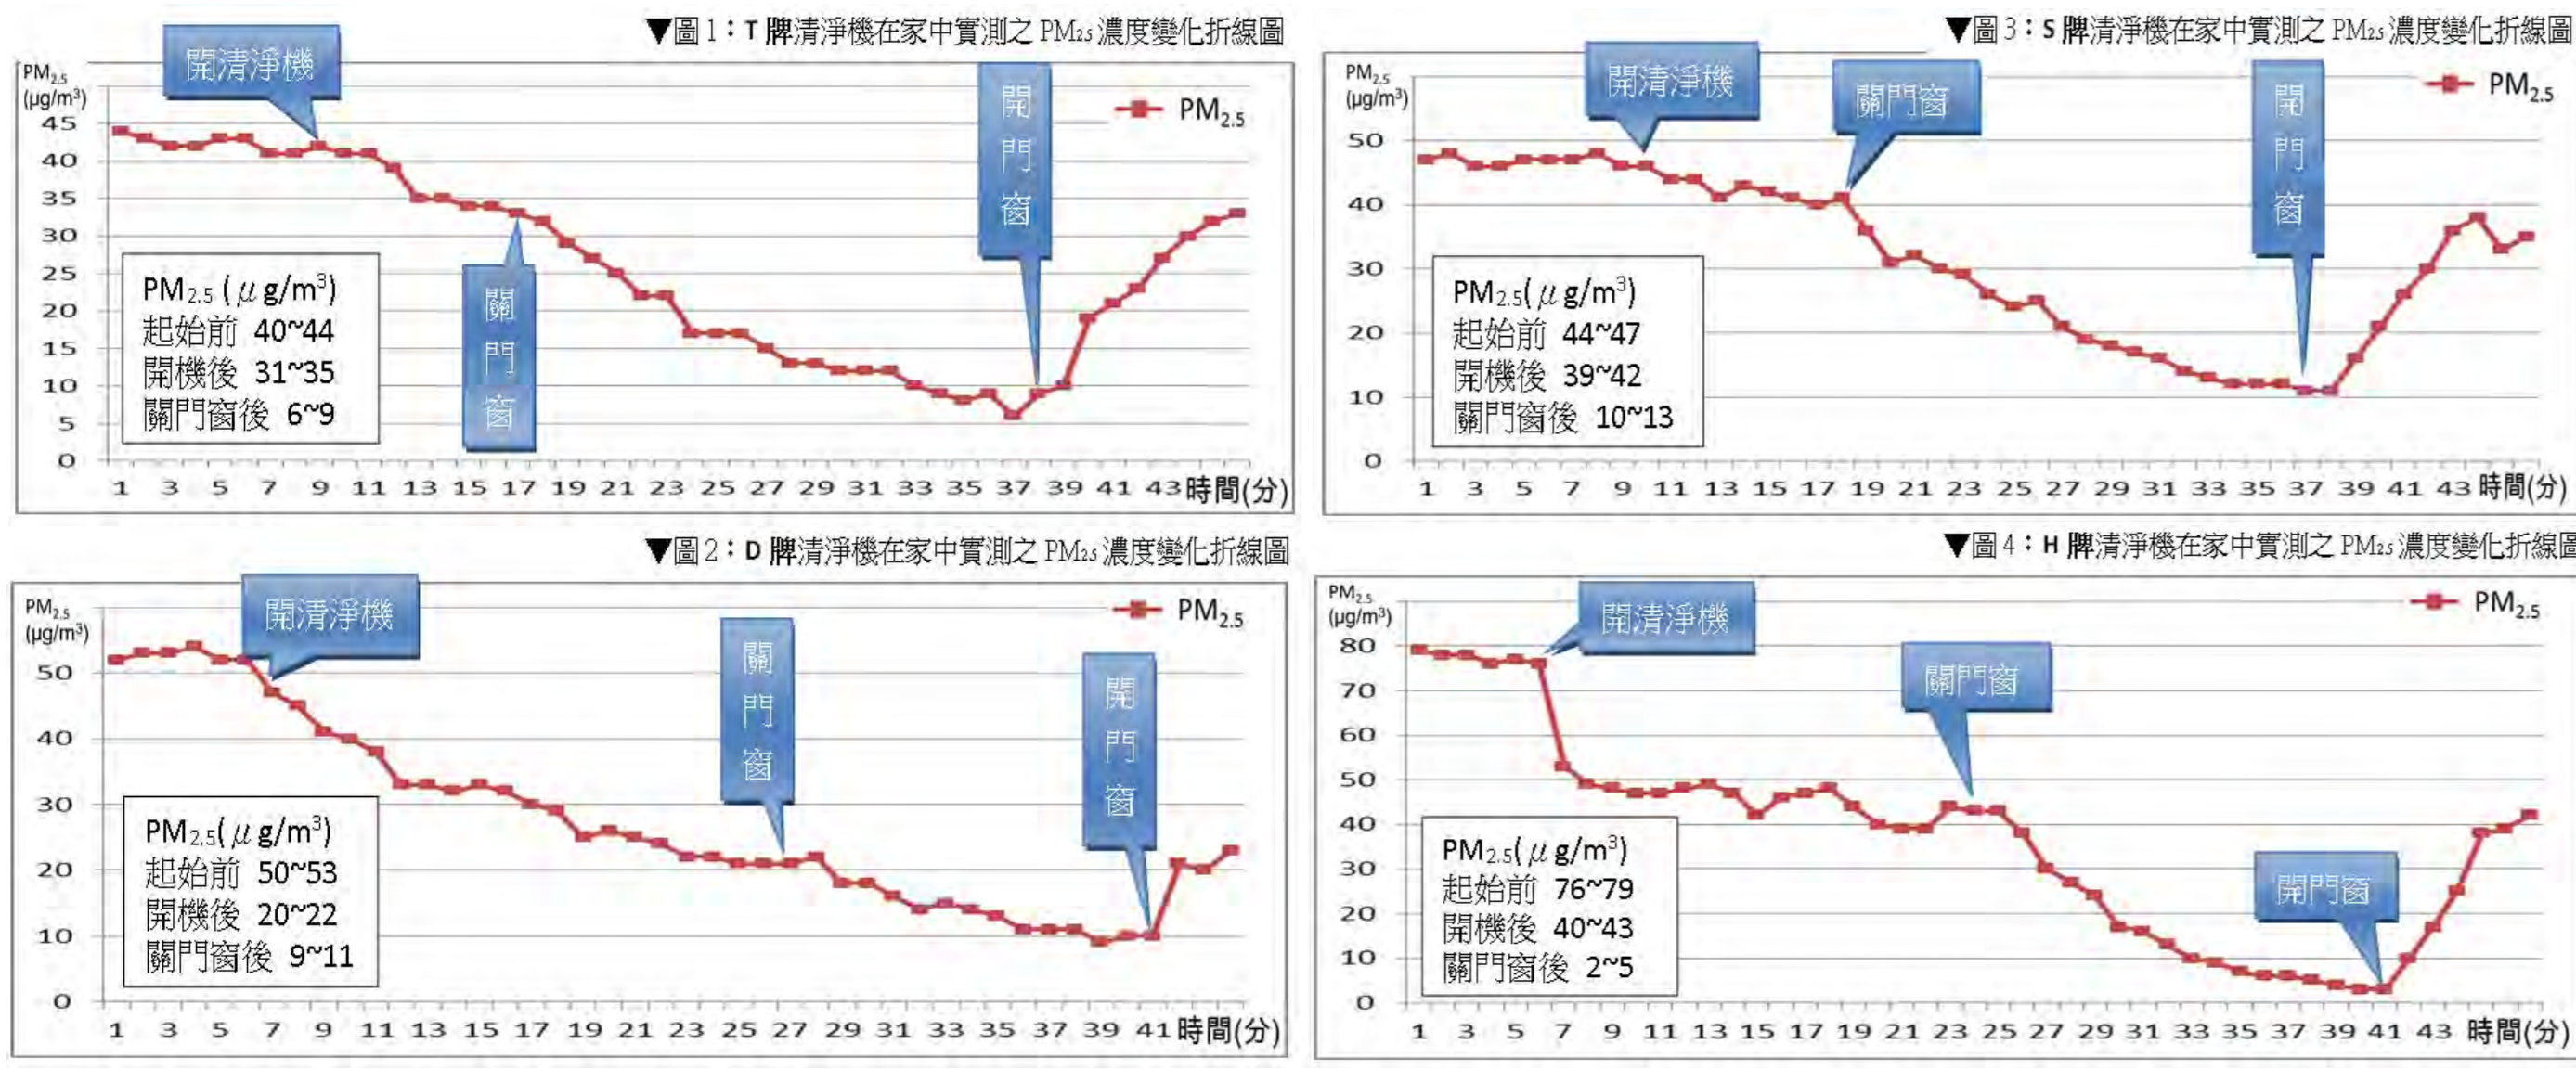 ▼圖1：T 牌清淨機在家中實測之 PM2.5 濃度變化折線圖
PM2.5
(μg/m³)
開清淨機
開門窗
PM2.5
45
40
35
30
25
20
15
10
5
0
關門窗
PM2.5 (μ g/m³)
起始前 40~44
開機後 31~35
關門窗後 6~9
1 3 5 7 9 11 13 15 17 19 21 23 25 27 29 31 33 35 37 39 41 43 時間(分)
▼圖3：S 牌清淨機在家中實測之 PM2.5 濃度變化折線圖
PM2.5
(μg/m³)
開清淨機
關門窗
開門窗
PM2.5
50
40
30
20
10
0
PM2.5(μ g/m³)
起始前 44~47
開機後 39~42
關門窗後 10~13
1 3 5 7 9 11 13 15 17 19 21 23 25 27 29 31 33 35 37 39 41 43 時間(分)
▼圖2：D 牌清淨機在家中實測之 PM2.5 濃度變化折線圖
PM2.5
(μg/m³)
開清淨機
關門窗
開門窗
PM2.5
50
40
30
20
10
0
PM2.5(μ g/m³)
起始前 50~53
開機後 20~22
關門窗後 9~11
1 3 5 7 9 11 13 15 17 19 21 23 25 27 29 31 33 35 37 39 41 時間(分)
▼圖4：H 牌清淨機在家中實測之 PM2.5 濃度變化折線圖
PM2.5
(μg/m³)
開清淨機
關門窗
開門窗
PM2.5
80
70
60
50
40
30
20
10
0
PM2.5(μ g/m³)
起始前 76~79
開機後 40~43
關門窗後 2~5
1 3 5 7 9 11 13 15 17 19 21 23 25 27 29 31 33 35 37 39 41 43 時間(分)